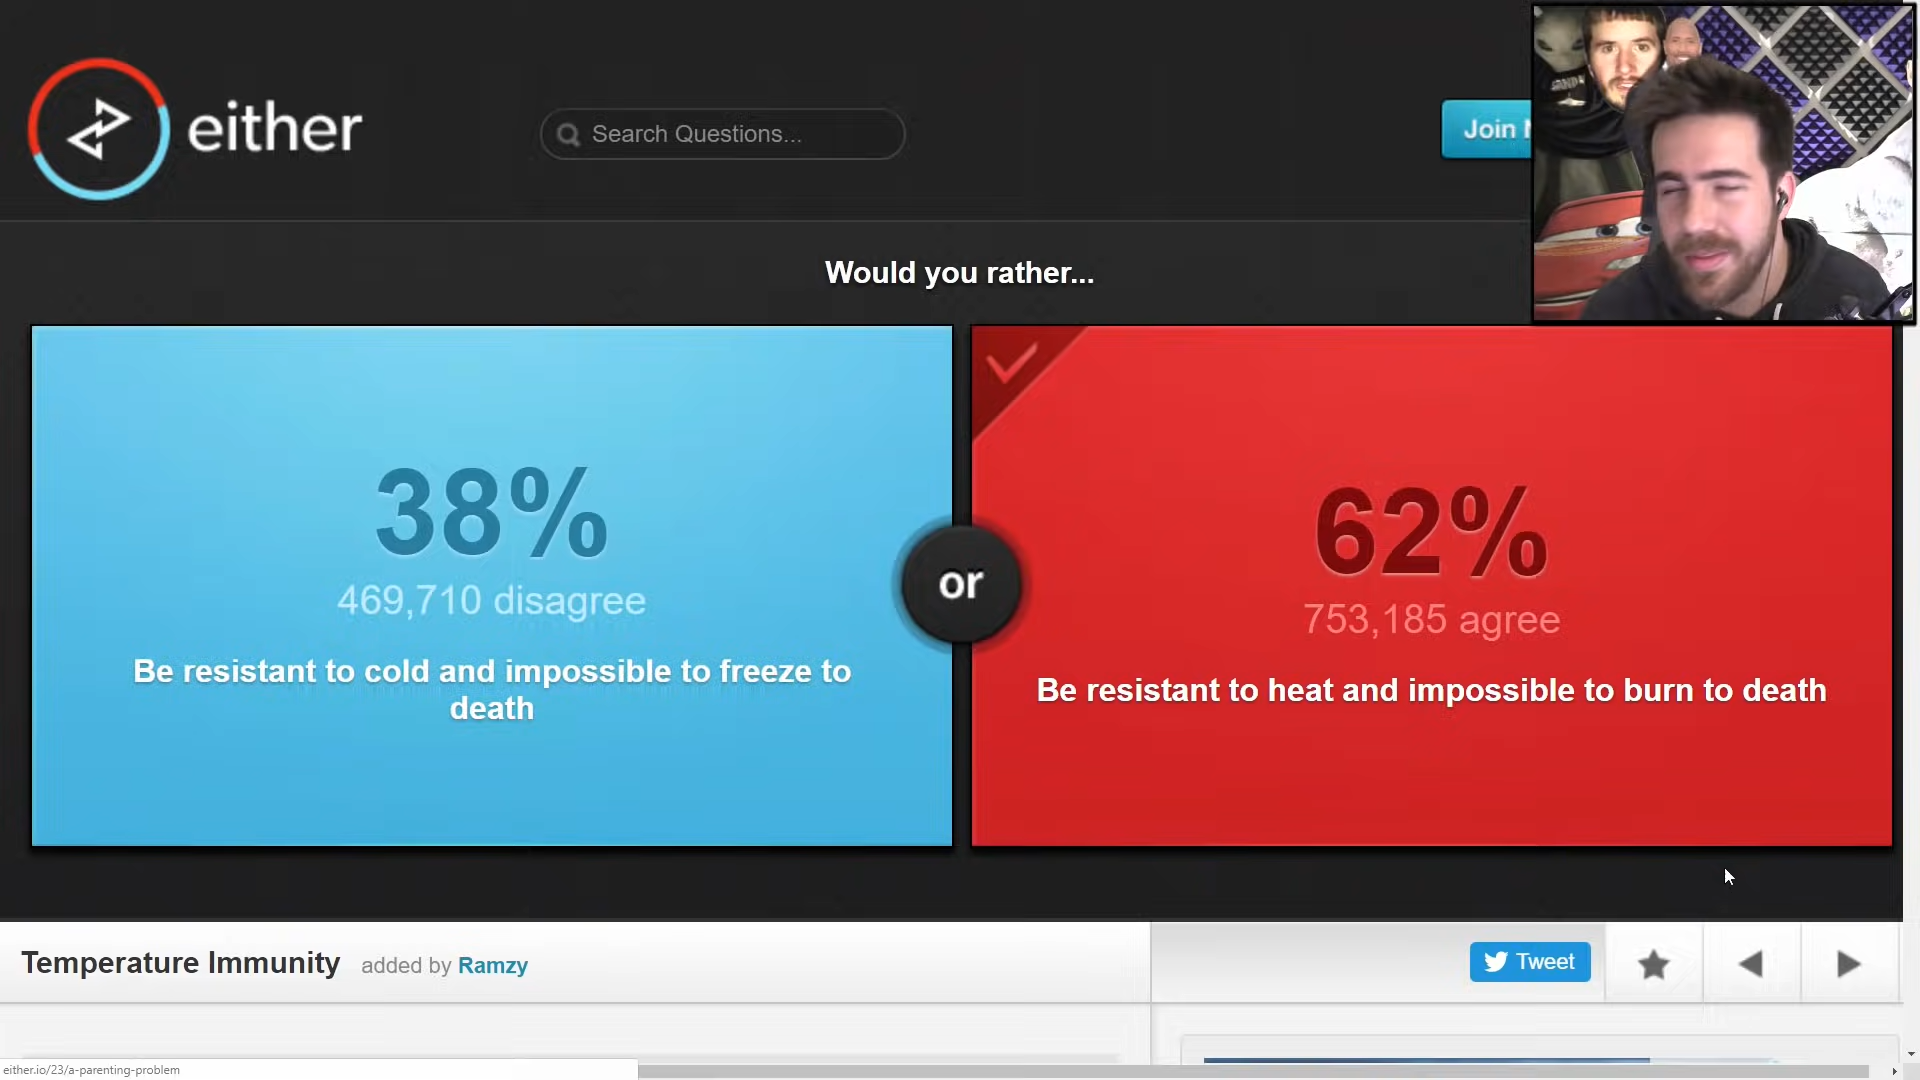 either
Search Questions...
Join
Would you rather...
38%
469,710 disagree
Be resistant to cold and impossible to freeze to
death
or
62%
753,185 agree
Be resistant to heat and impossible to burn to death
Temperature Immunity added by Ramzy
Tweet
either.io/23/a-parenting-problem